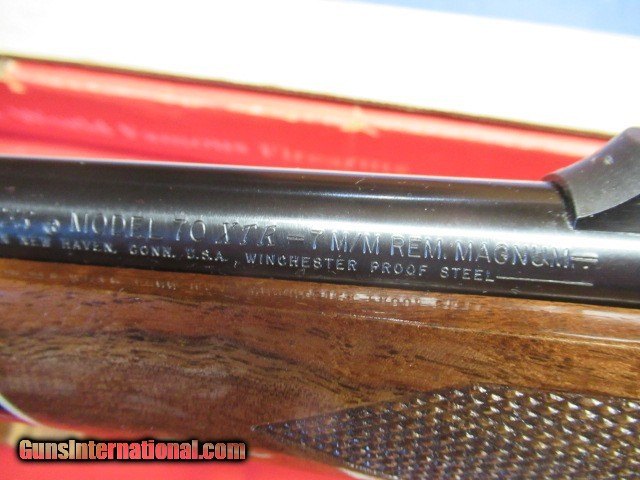 MODEL 70 XTR – 7 M/M REM. MAGNUM
NEW HAVEN, CONN. U.S.A., WINCHESTER PROOF STEEL
GunsInternational.com